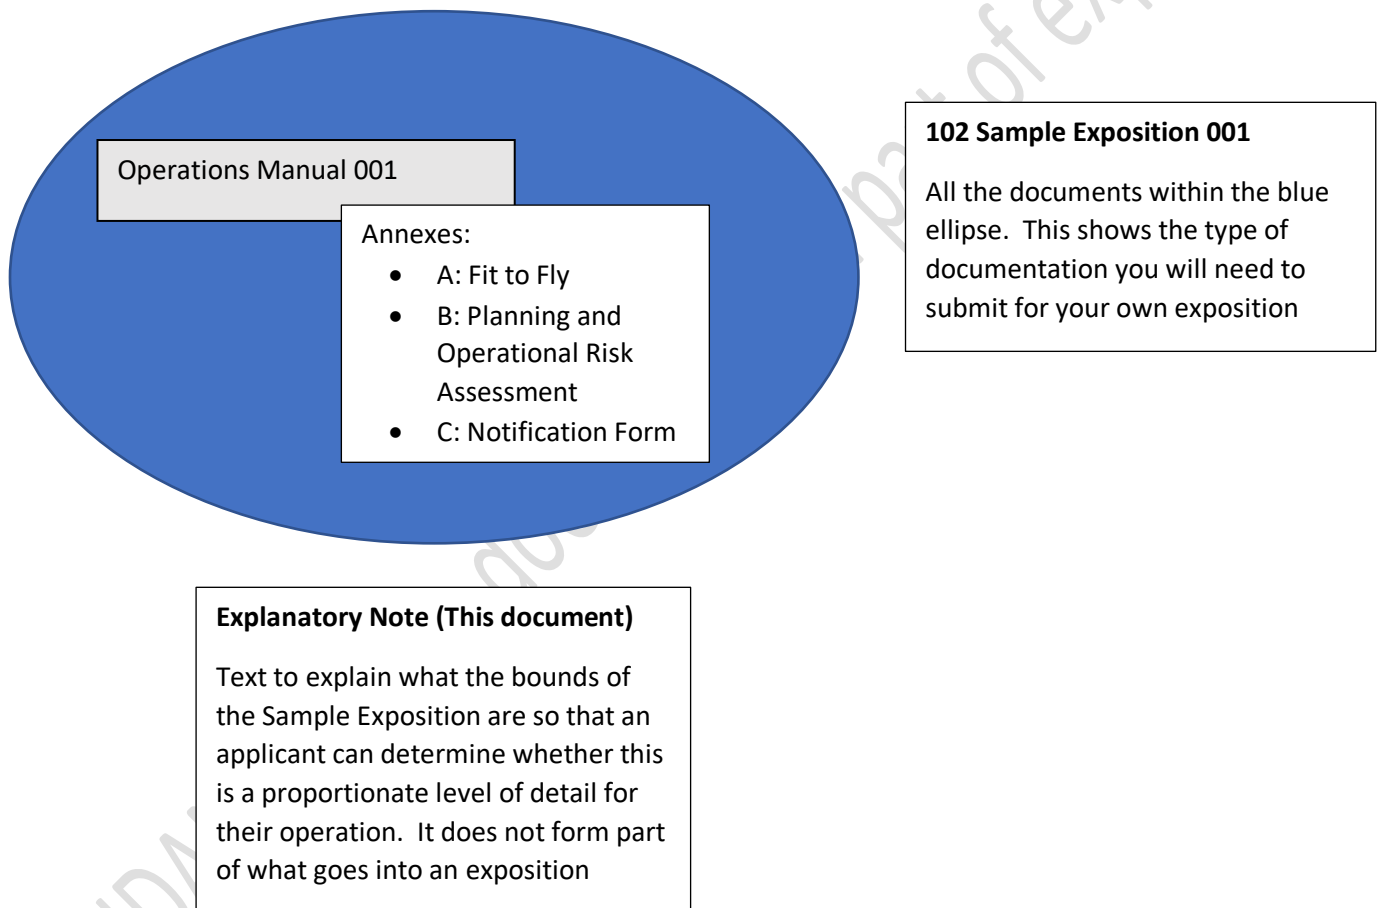 Operations Manual 001
Annexes:
• A: Fit to Fly
• B: Planning and
Operational Risk
Assessment
• C: Notification Form
102 Sample Exposition 001
All the documents within the blue
ellipse.  This shows the type of
documentation you will need to
submit for your own exposition
Explanatory Note (This document)
Text to explain what the bounds of
the Sample Exposition are so that an
applicant can determine whether this
is a proportionate level of detail for
their operation.  It does not form part
of what goes into an exposition